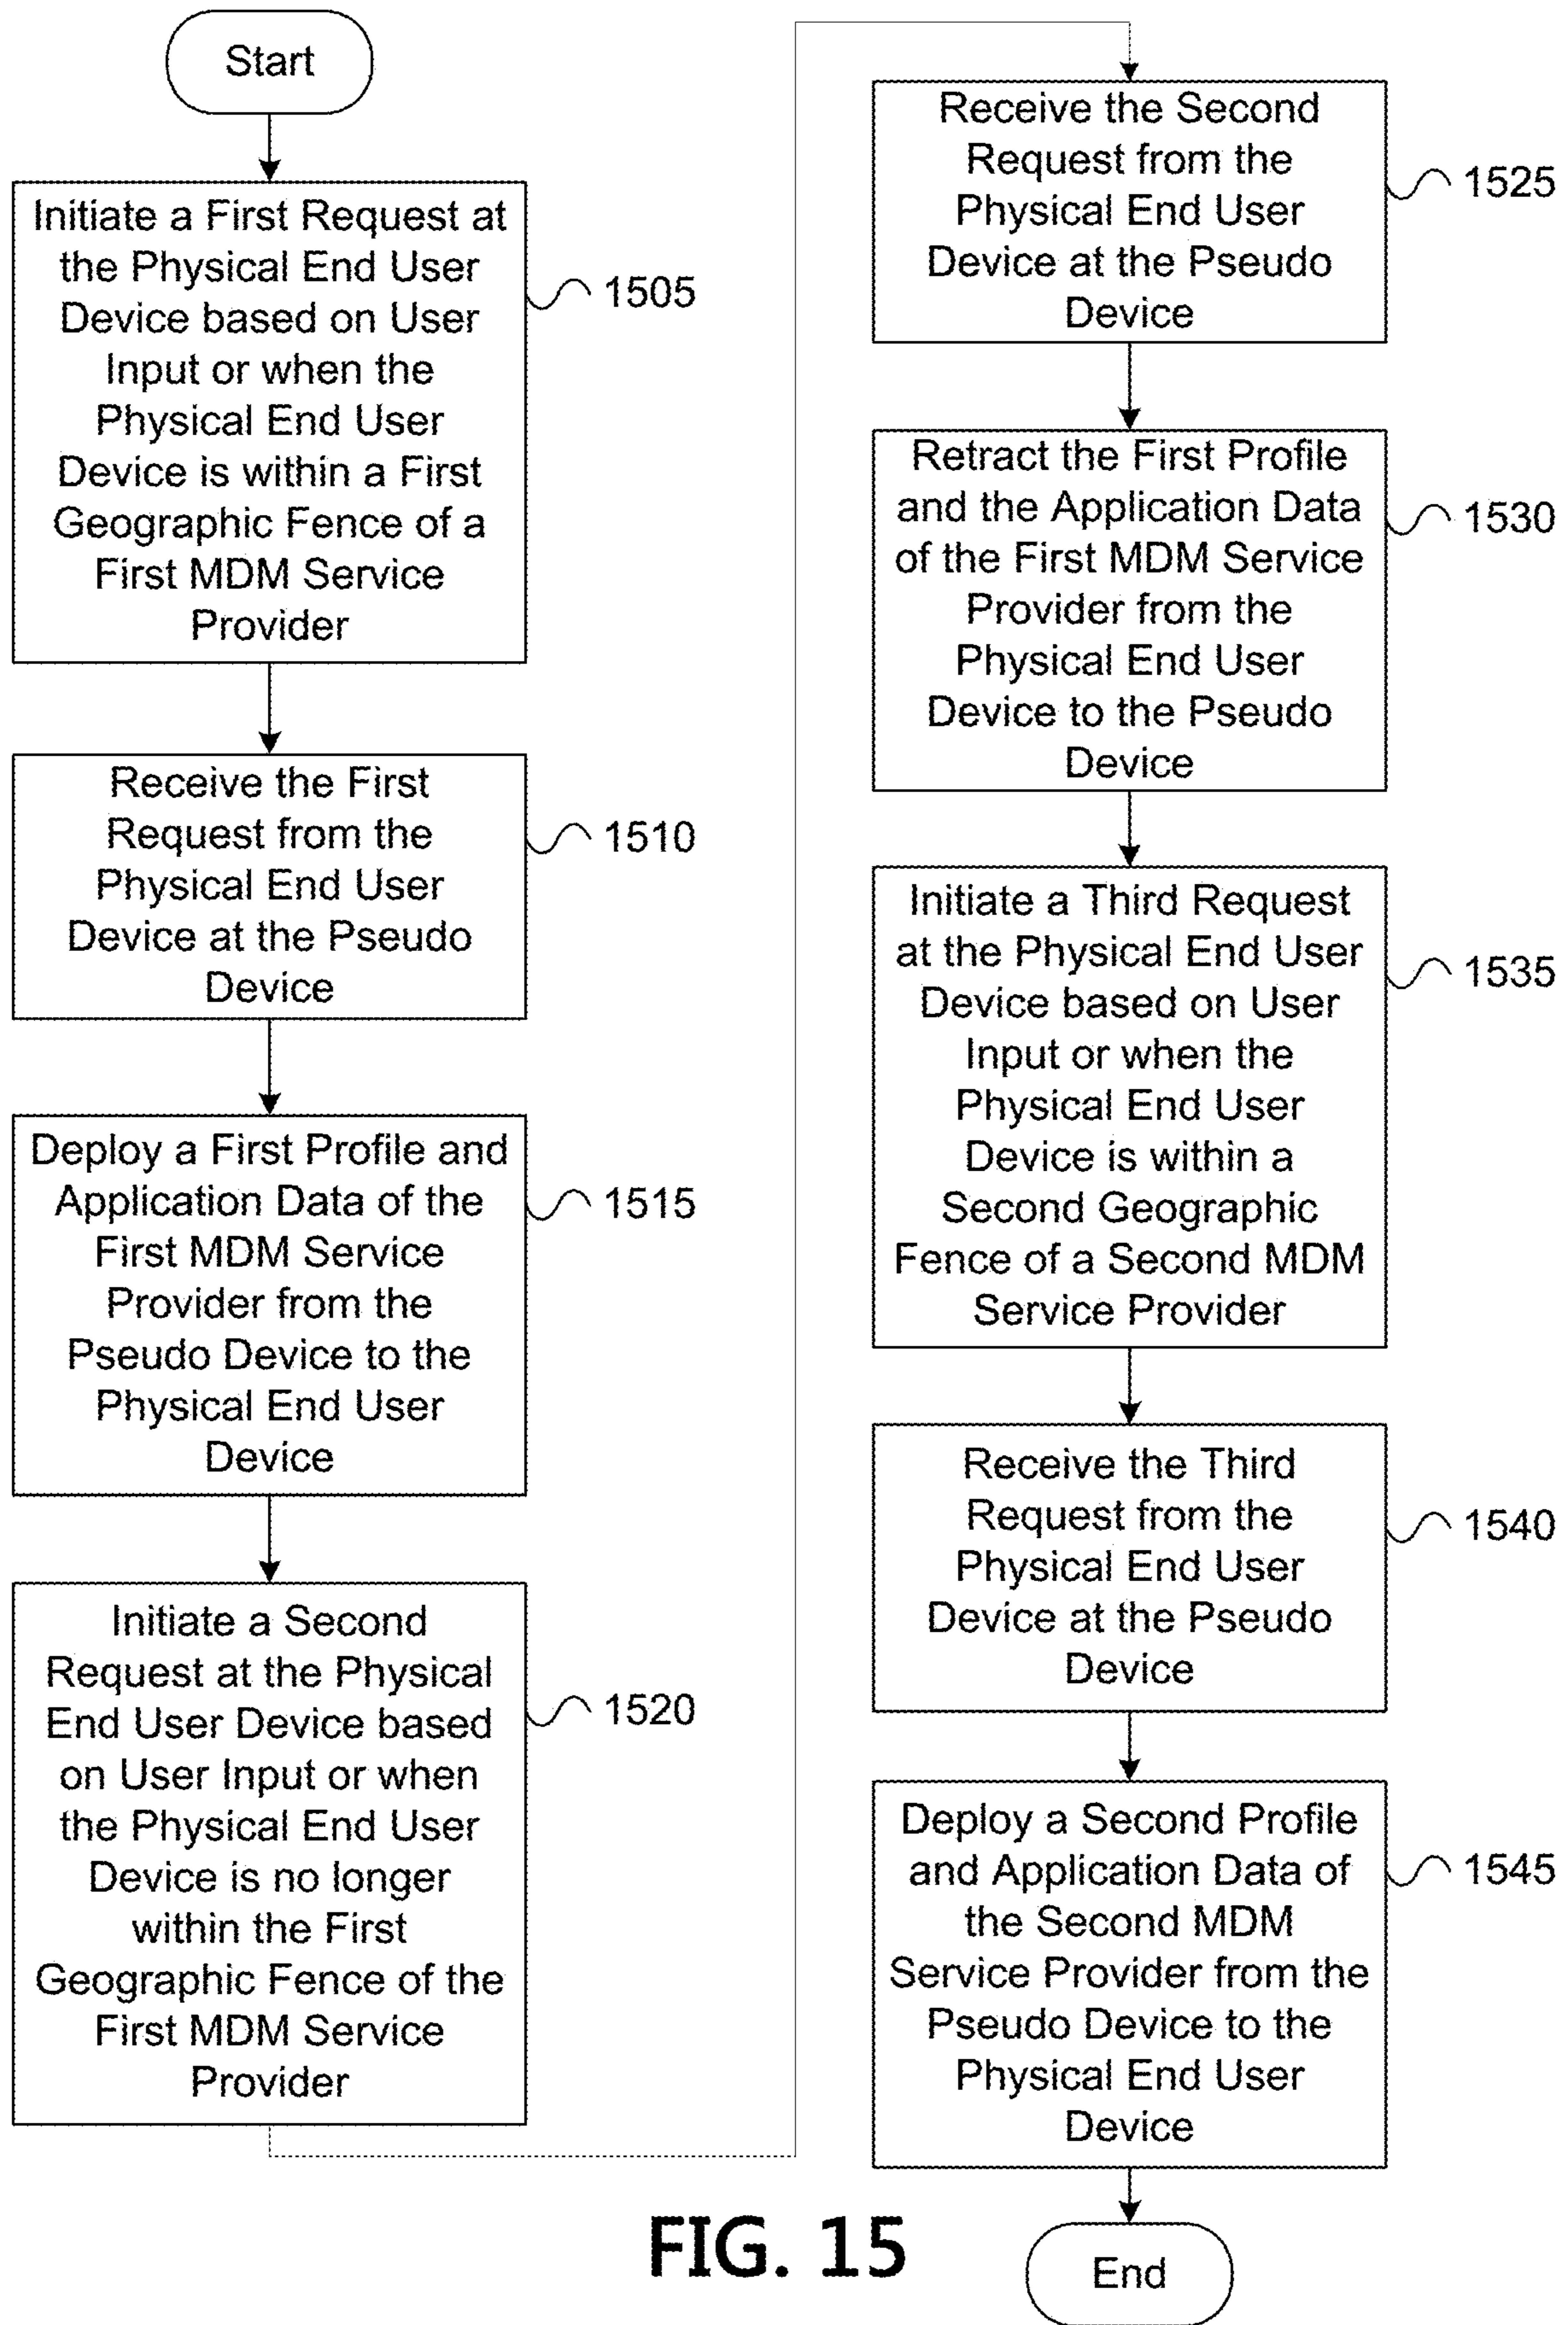 Start
Initiate a First Request at
the Physical End User
Device based on User
Input or when the
Physical End User
Device is within a First
Geographic Fence of a
First MDM Service
Provider
1505
Receive the First
Request from the
Physical End User
Device at the Pseudo
Device
1510
Deploy a First Profile and
Application Data of the
First MDM Service
Provider from the
Pseudo Device to the
Physical End User
Device
1515
Initiate a Second
Request at the Physical
End User Device based
on User Input or when
the Physical End User
Device is no longer
within the First
Geographic Fence of the
First MDM Service
Provider
1520
Receive the Second
Request from the
Physical End User
Device at the Pseudo
Device
1525
Retract the First Profile
and the Application Data
of the First MDM Service
Provider from the
Physical End User
Device to the Pseudo
Device
1530
Initiate a Third Request
at the Physical End User
Device based on User
Input or when the
Physical End User
Device is within a
Second Geographic
Fence of a Second MDM
Service Provider
1535
Receive the Third
Request from the
Physical End User
Device at the Pseudo
Device
1540
Deploy a Second Profile
and Application Data of
the Second MDM
Service Provider from the
Pseudo Device to the
Physical End User
Device
1545
End
FIG. 15